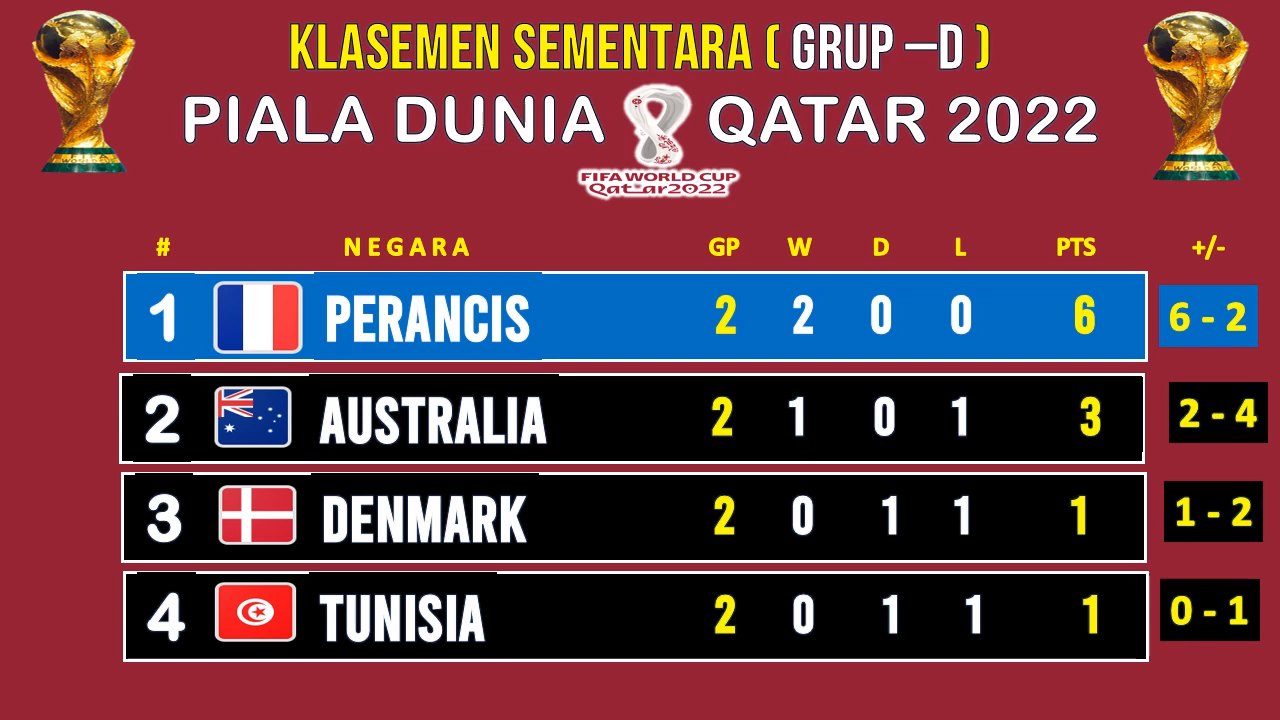 KLASEMEN SEMENTARA ( GRUP –D )
PIALA DUNIA QATAR 2022
FIFA WORLD CUP
Qatar2022
# NEGARA GP W D L PTS +/-
1 PERANCIS 2 2 0 0 6 6 - 2
2 AUSTRALIA 2 1 0 1 3 2 - 4
3 DENMARK 2 0 1 1 1 1 - 2
4 TUNISIA 2 0 1 1 1 0 - 1